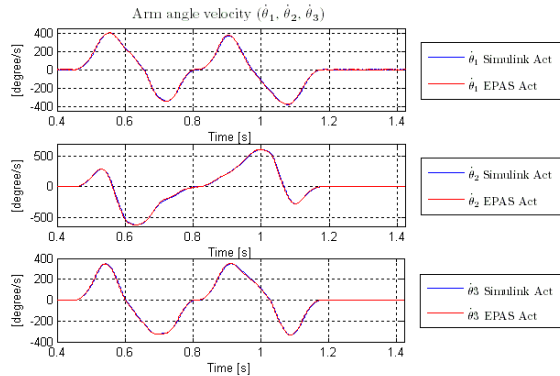 Arm angle velocity (θ̇₁, θ̇₂, θ̇₃)
[degree/s]
400
200
0
-200
-400
0.4 0.6 0.8 1 1.2 1.4
Time [s]
θ̇₁ Simulink Act
θ̇₁ EPAS Act
[degree/s]
500
0
-500
0.4 0.6 0.8 1 1.2 1.4
Time [s]
θ̇₂ Simulink Act
θ̇₂ EPAS Act
[degree/s]
400
200
0
-200
-400
0.4 0.6 0.8 1 1.2 1.4
Time [s]
θ̇3 Simulink Act
θ̇3 EPAS Act